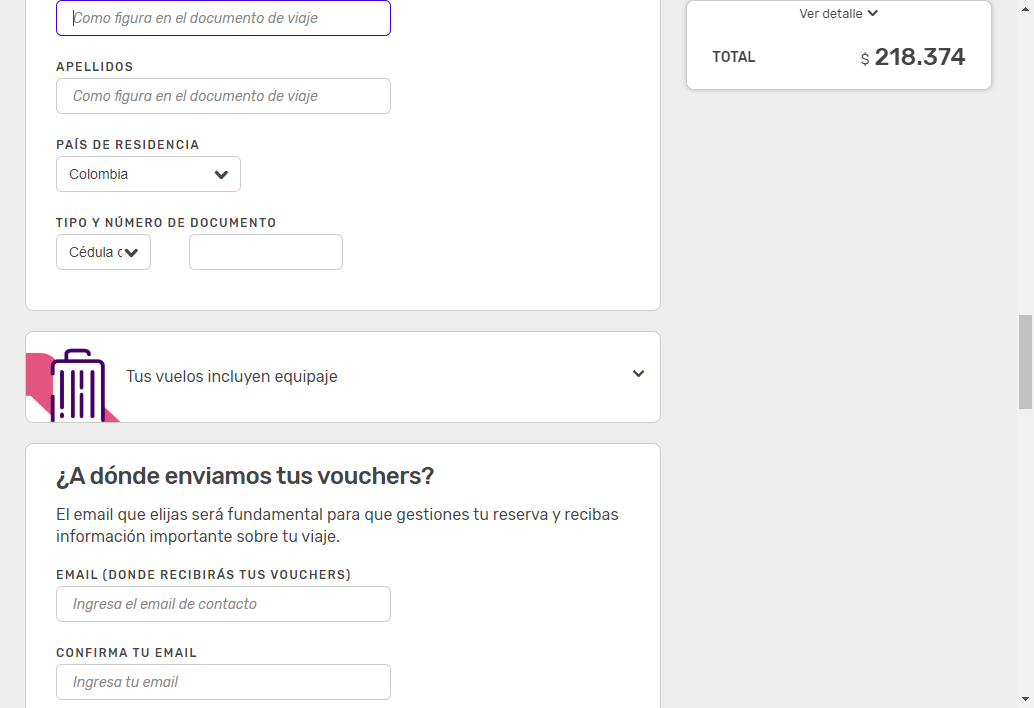 Como figura en el documento de viaje
APELLIDOS
Como figura en el documento de viaje
PAÍS DE RESIDENCIA
Colombia
TIPO Y NÚMERO DE DOCUMENTO
Cédula c
Tus vuelos incluyen equipaje
¿A dónde enviamos tus vouchers?
El email que elijas será fundamental para que gestiones tu reserva y recibas
información importante sobre tu viaje.
EMAIL (DONDE RECIBIRÁS TUS VOUCHERS)
Ingresa el email de contacto
CONFIRMA TU EMAIL
Ingresa tu email
Ver detalle
TOTAL $ 218.374